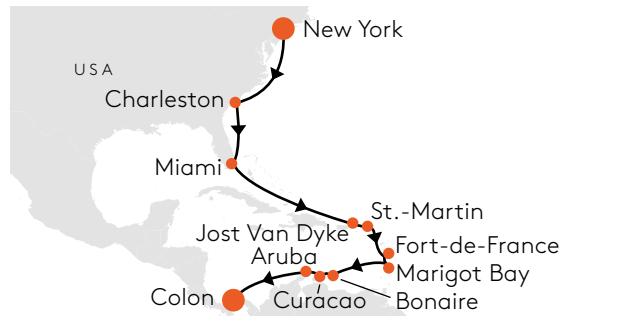 New York
USA
Charleston
Miami
St.-Martin
Jost Van Dyke
Fort-de-France
Aruba
Marigot Bay
Colon
Curacao
Bonaire